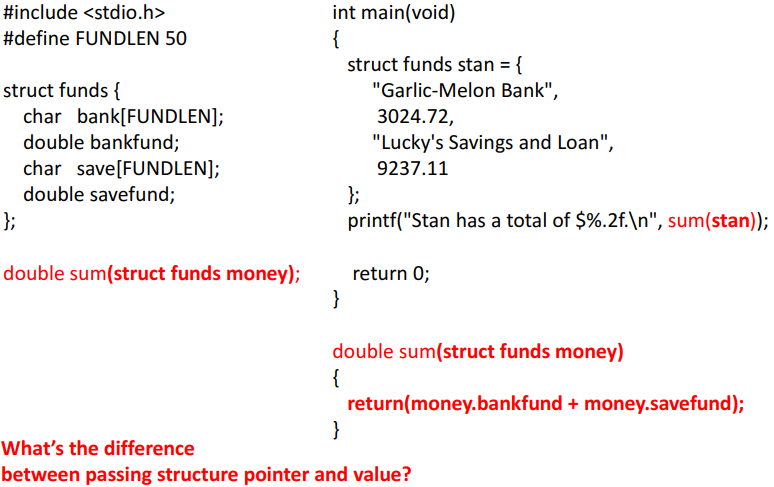 #include <stdio.h>
#define FUNDLEN 50
struct funds {
char bank[FUNDLEN];
double bankfund;
char save[FUNDLEN];
double savefund;
};
double sum(struct funds money);
int main(void)
{
struct funds stan = {
"Garlic-Melon Bank",
3024.72,
"Lucky's Savings and Loan",
9237.11
};
printf("Stan has a total of $%.2f.\n", sum(stan));
return 0;
}
double sum(struct funds money)
{
return(money.bankfund + money.savefund);
}
What’s the difference
between passing structure pointer and value?